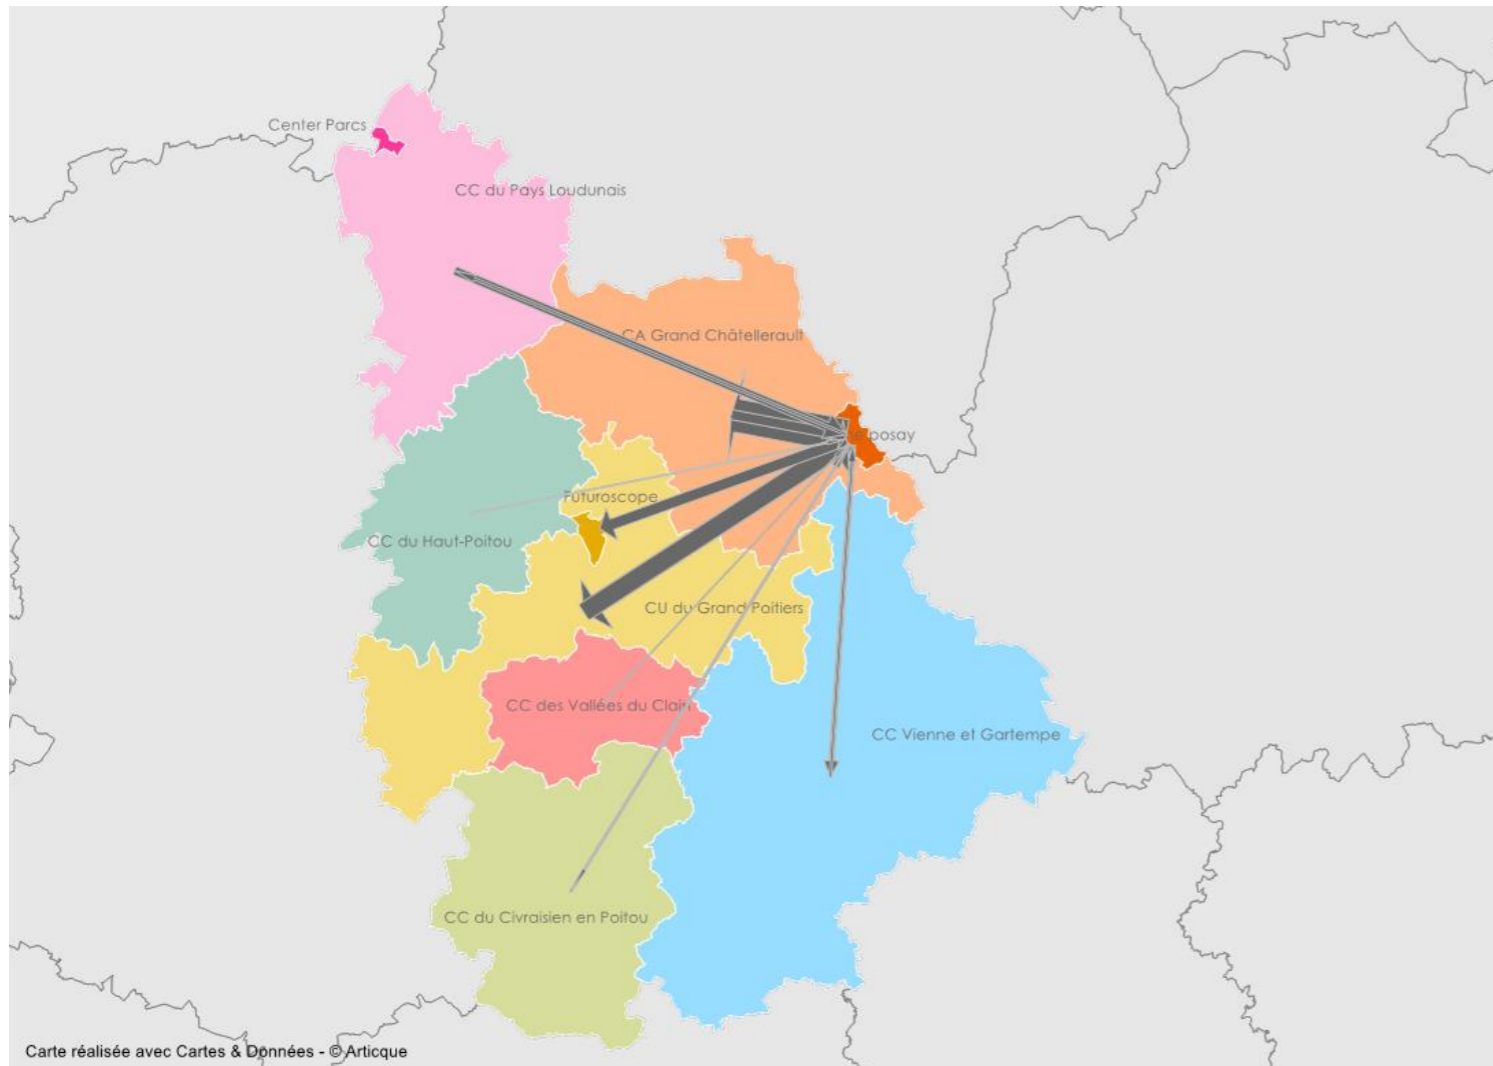 Center Parcs
CC du Pays Loudunais
CA Grand Châtellerault
posay
Futuroscope
CC du Haut-Poitou
CU du Grand Poitiers
CC des Vallées du Clain
CC Vienne et Gartempe
CC du Civraisien en Poitou
Carte réalisée avec Cartes & Données - © Articque